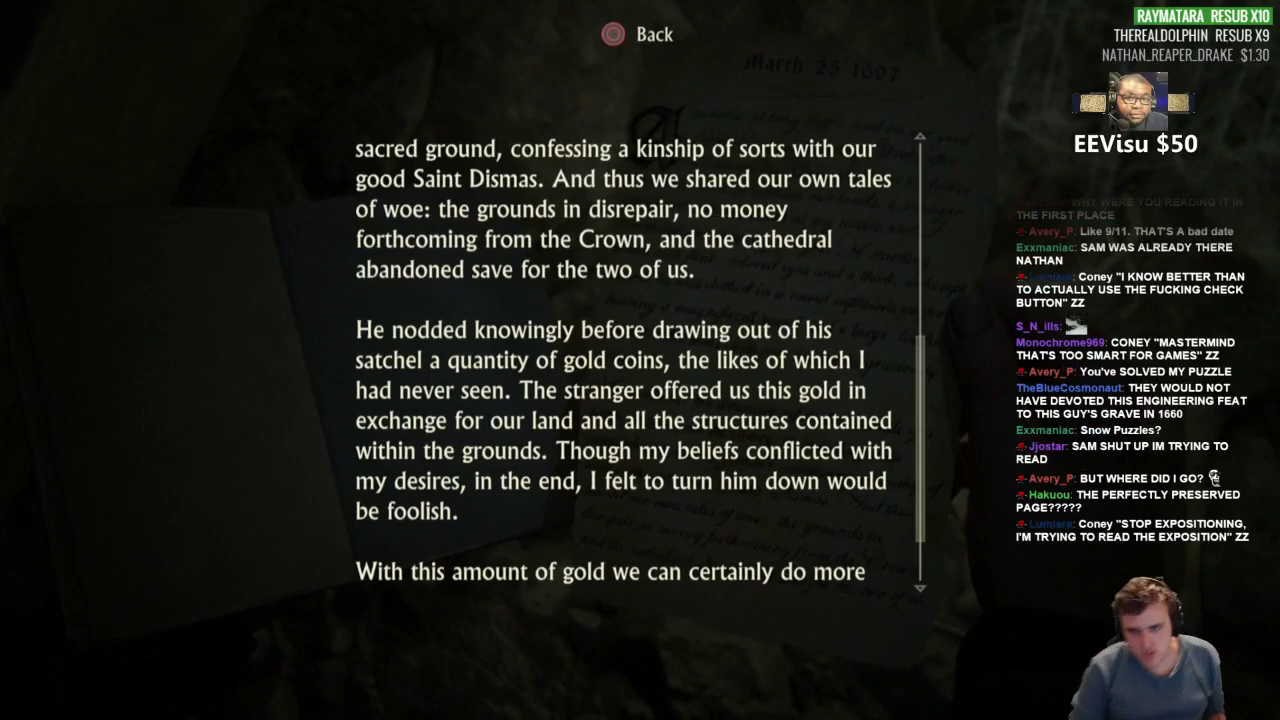 Back
March 25 1697
sacred ground, confessing a kinship of sorts with our
good Saint Dismas. And thus we shared our own tales
of woe: the grounds in disrepair, no money
forthcoming from the Crown, and the cathedral
abandoned save for the two of us.
He nodded knowingly before drawing out of his
satchel a quantity of gold coins, the likes of which I
had never seen. The stranger offered us this gold in
exchange for our land and all the structures contained
within the grounds. Though my beliefs conflicted with
my desires, in the end, I felt to turn him down would
be foolish.
With this amount of gold we can certainly do more
RAYMATARA RESUB X10
THEREALDOLPHIN RESUB X9
NATHAN_REAPER_DRAKE $1.30
EEVisu $50
WHY WERE YOU READING IT IN
THE FIRST PLACE
Avery_P: Like 9/11. THAT'S A bad date
Exxmaniac: SAM WAS ALREADY THERE
NATHAN
Lumiere: Coney "I KNOW BETTER THAN
TO ACTUALLY USE THE FUCKING CHECK
BUTTON" ZZ
S_N_ills:
Monochrome969: CONEY "MASTERMIND
THAT'S TOO SMART FOR GAMES" ZZ
Avery_P: You'vE SOLVED MY PUZZLE
TheBlueCosmonaut: THEY WOULD NOT
HAVE DEVOTED THIS ENGINEERING FEAT
TO THIS GUY'S GRAVE IN 1660
Exxmaniac: Snow Puzzles?
Jjostar: SAM SHUT UP IM TRYING TO
READ
Avery_P: BUT WHERE DID I GO?
Hakuou: THE PERFECTLY PRESERVED
PAGE?????
Coney "STOP EXPOSITIONING,
I'M TRYING TO READ THE EXPOSITION" ZZ